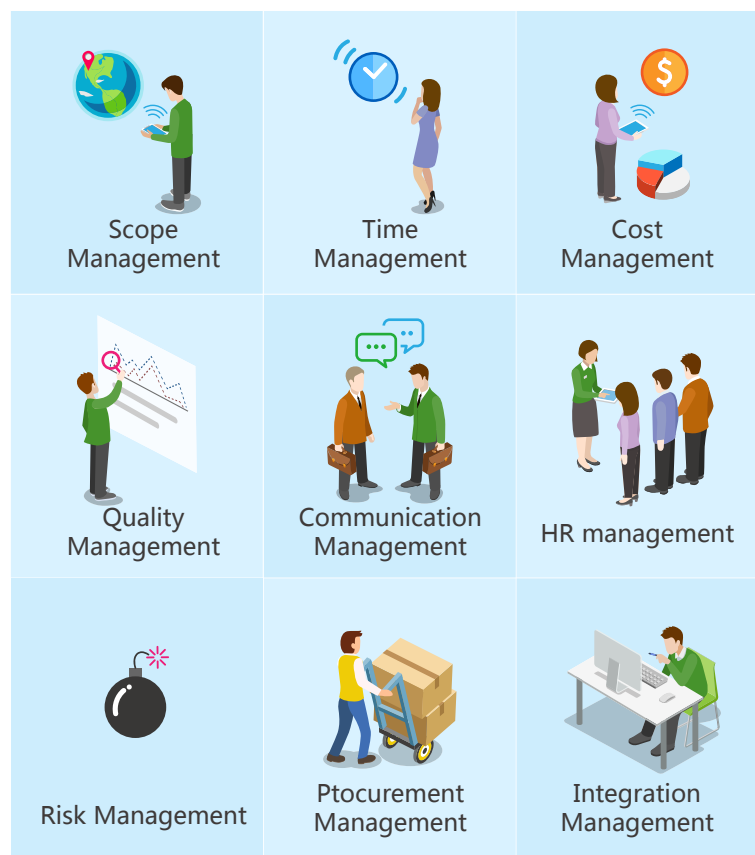 Scope
Management
Time
Management
Cost
Management
Quality
Management
Communication
Management
HR management
Risk Management
Ptocurement
Management
Integration
Management